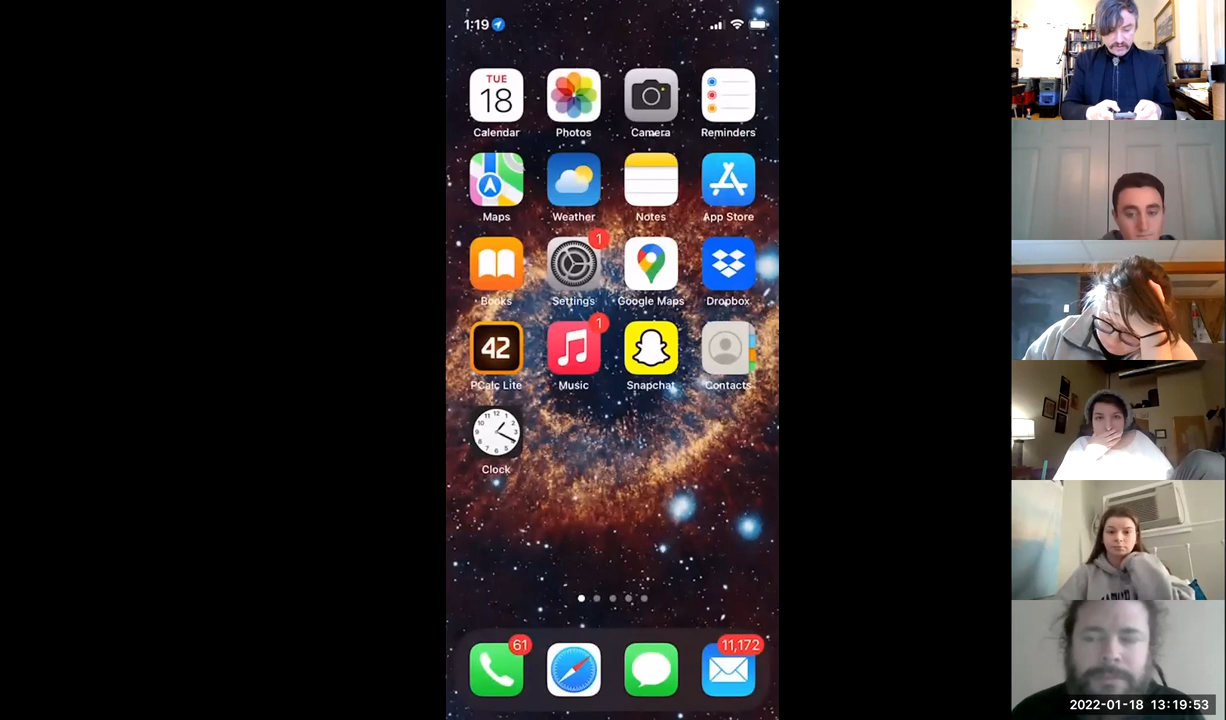 1:19
TUE
18
Calendar Photos Camera Reminders
Maps Weather Notes App Store
1
Books Settings Google Maps Dropbox
1
42
PCalc Lite Music Snapchat Contacts
12
Clock
61
11,172
2022-01-18 13:19:53